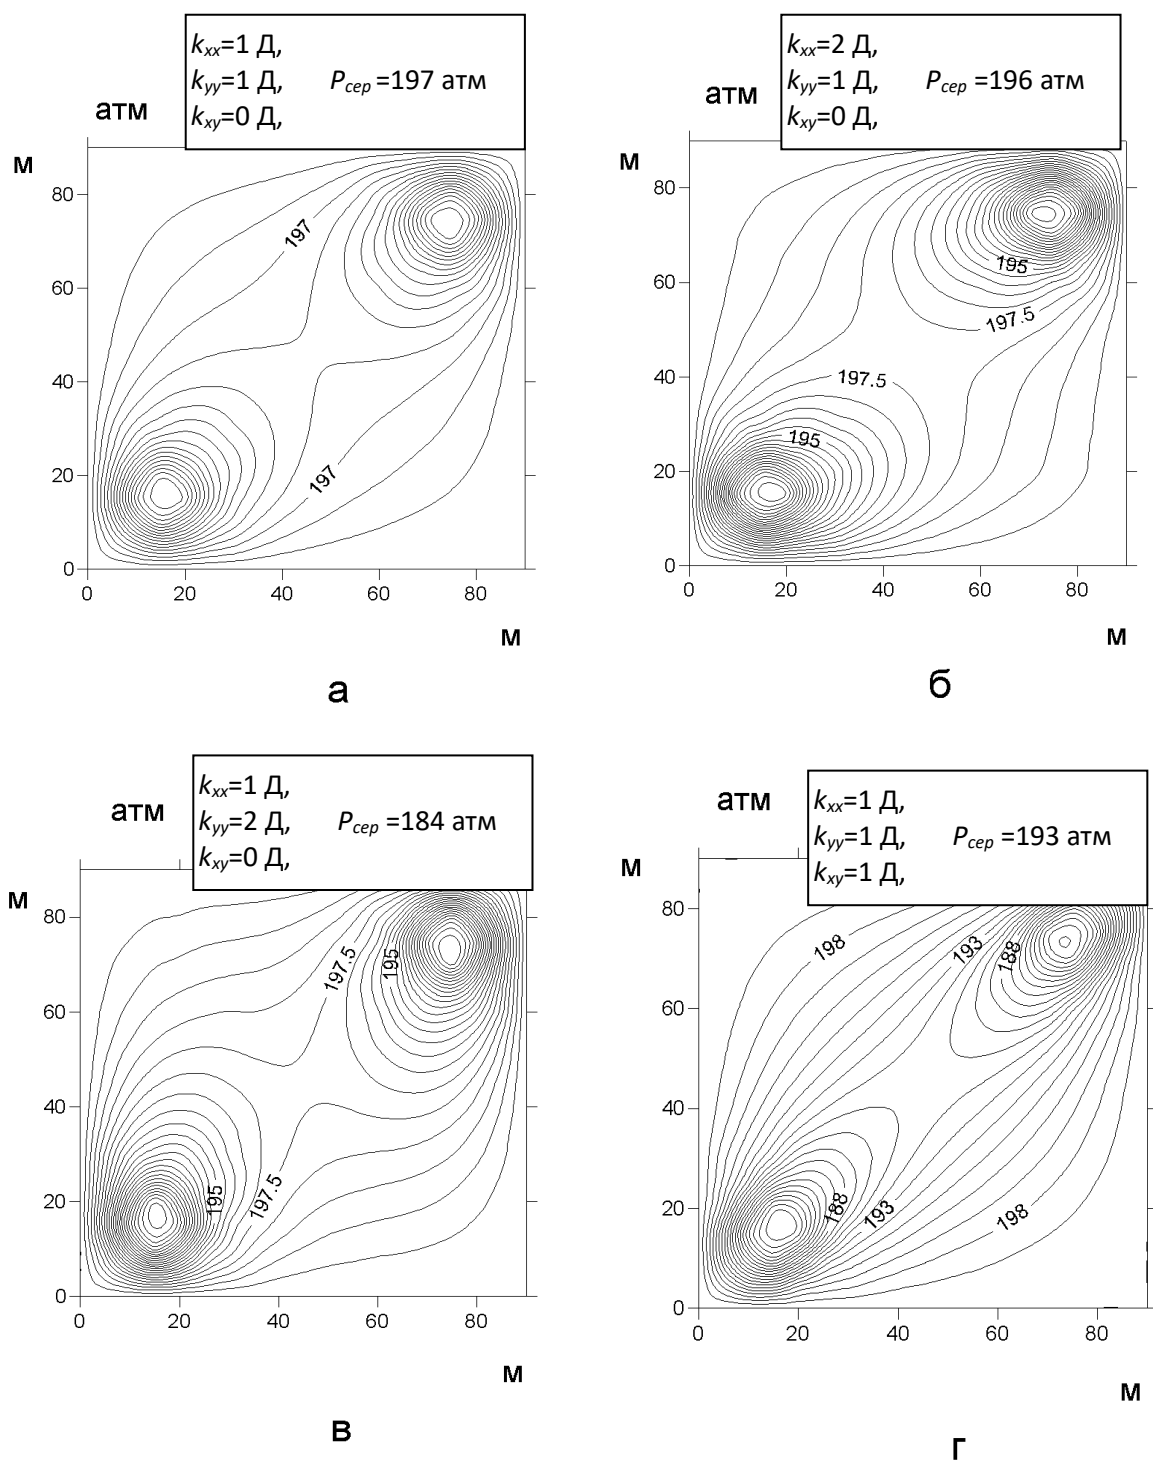 kxx=1 Д,
kyy=1 Д, Pсер =197 атм
kxy=0 Д,
атм
м
80
60
40
20
0
197
197
0 20 40 60 80
м
а
kxx=2 Д,
kyy=1 Д, Pсер =196 атм
kxy=0 Д,
атм
м
80
60
40
20
0
195
197.5
197.5
195
0 20 40 60 80
м
б
kxx=1 Д,
kyy=2 Д, Pсер =184 атм
kxy=0 Д,
атм
м
80
60
40
20
0
197.5
195
195
197.5
0 20 40 60 80
м
в
kxx=1 Д,
kyy=1 Д, Pсер =193 атм
kxy=1 Д,
атм
м
80
60
40
20
0
198
193
188
188
193
198
0 20 40 60 80
м
г